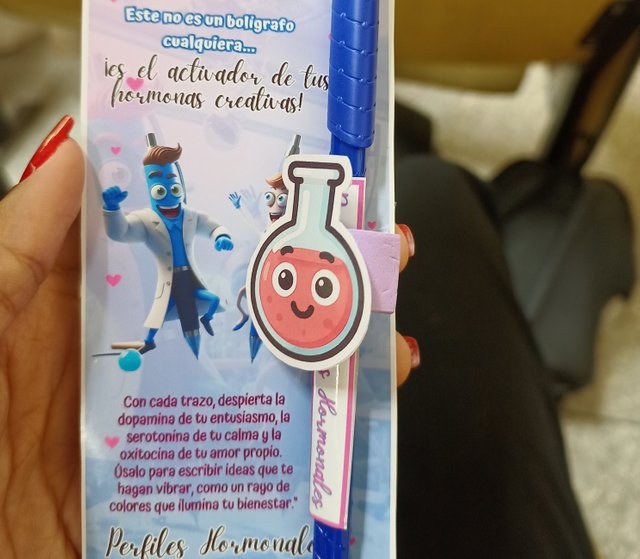 Este no es un bolígrafo
cualquiera...
¡es el activador de tus
hormonas creativas!
Con cada trazo, despierta la
dopamina de tu entusiasmo, la
serotonina de tu calma y la
oxitocina de tu amor propio.
Úsalo para escribir ideas que te
hagan vibrar, como un rayo de
colores que ilumina tu bienestar."
Perfiles Hormonal
Hormonales